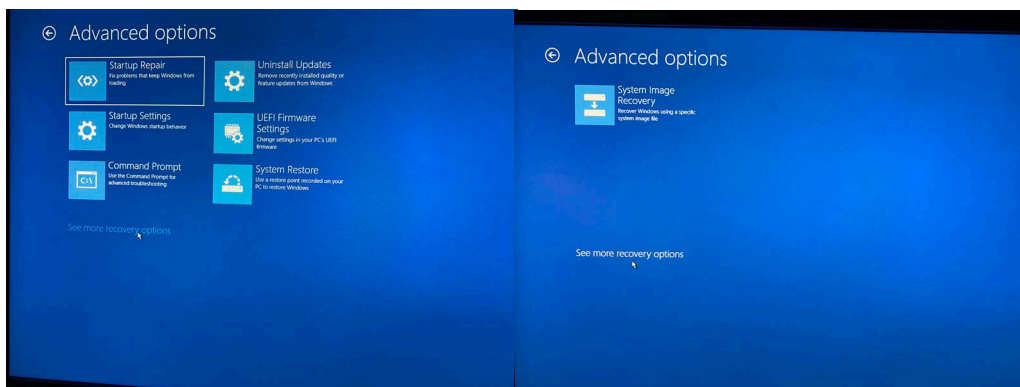 Advanced options
Startup Repair
Fix problems that keep Windows from
loading
Uninstall Updates
Remove recently installed quality or
feature updates from Windows
Startup Settings
Change Windows startup behavior
UEFI Firmware
Settings
Change settings in your PC's UEFI
firmware
Command Prompt
Use the Command Prompt for
advanced troubleshooting
C:\
System Restore
Use a restore point recorded on your
PC to restore Windows
See more recovery options
Advanced options
System Image
Recovery
Recover Windows using a specific
system image file
See more recovery options